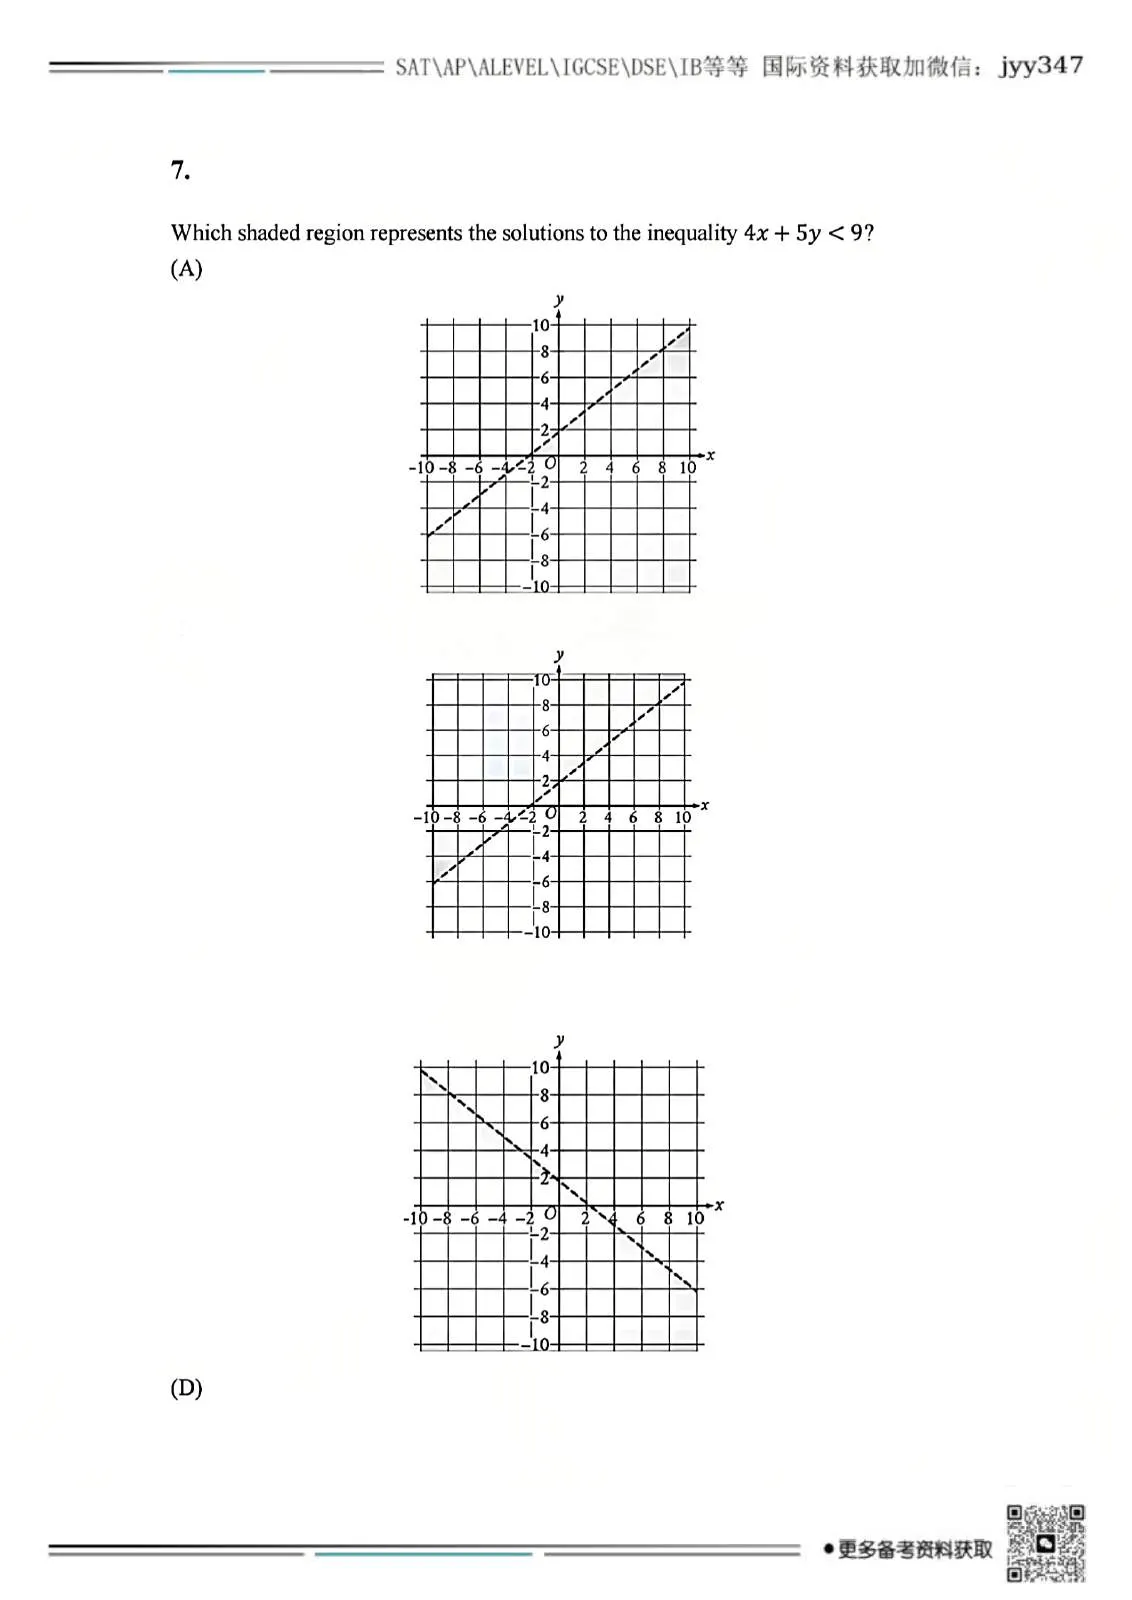 SAT\AP\ALEVEL\IGCSE\DSE\IB等等 国际资料获取加微信：jyy347
7.
Which shaded region represents the solutions to the inequality 4x + 5y < 9?
(A)
y
10
8
6
4
2
-10 -8 -6 -4 -2 O 2 4 6 8 10 x
-2
-4
-6
-8
-10
y
10
8
6
4
2
-10 -8 -6 -4 -2 O 2 4 6 8 10 x
-2
-4
-6
-8
-10
y
10
8
6
4
2
-10 -8 -6 -4 -2 O 2 4 6 8 10 x
-2
-4
-6
-8
-10
(D)
●更多备考资料获取